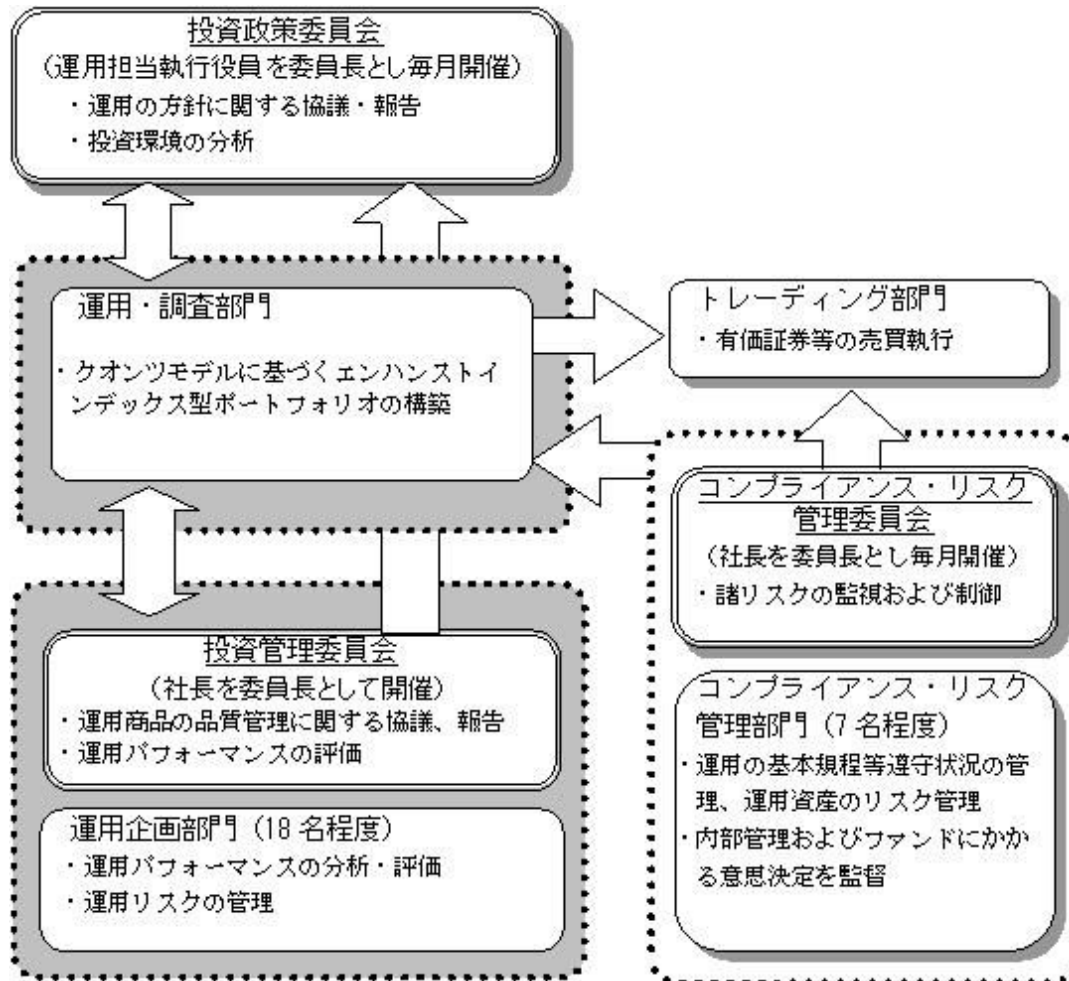 投資政策委員会
（運用担当執行役員を委員長とし毎月開催）
・運用の方針に関する協議・報告
・投資環境の分析
運用・調査部門
・クオンツモデルに基づくエンハンストイ
ンデックス型ポートフォリオの構築
トレーディング部門
・有価証券等の売買執行
コンプライアンス・リスク
管理委員会
（社長を委員長とし毎月開催）
・諸リスクの監視および制御
コンプライアンス・リスク
管理部門（7名程度）
・運用の基本規程等遵守状況の管
理、運用資産のリスク管理
・内部管理およびファンドにかか
る意思決定を監督
投資管理委員会
（社長を委員長として開催）
・運用商品の品質管理に関する協議、報告
・運用パフォーマンスの評価
運用企画部門（18名程度）
・運用パフォーマンスの分析・評価
・運用リスクの管理